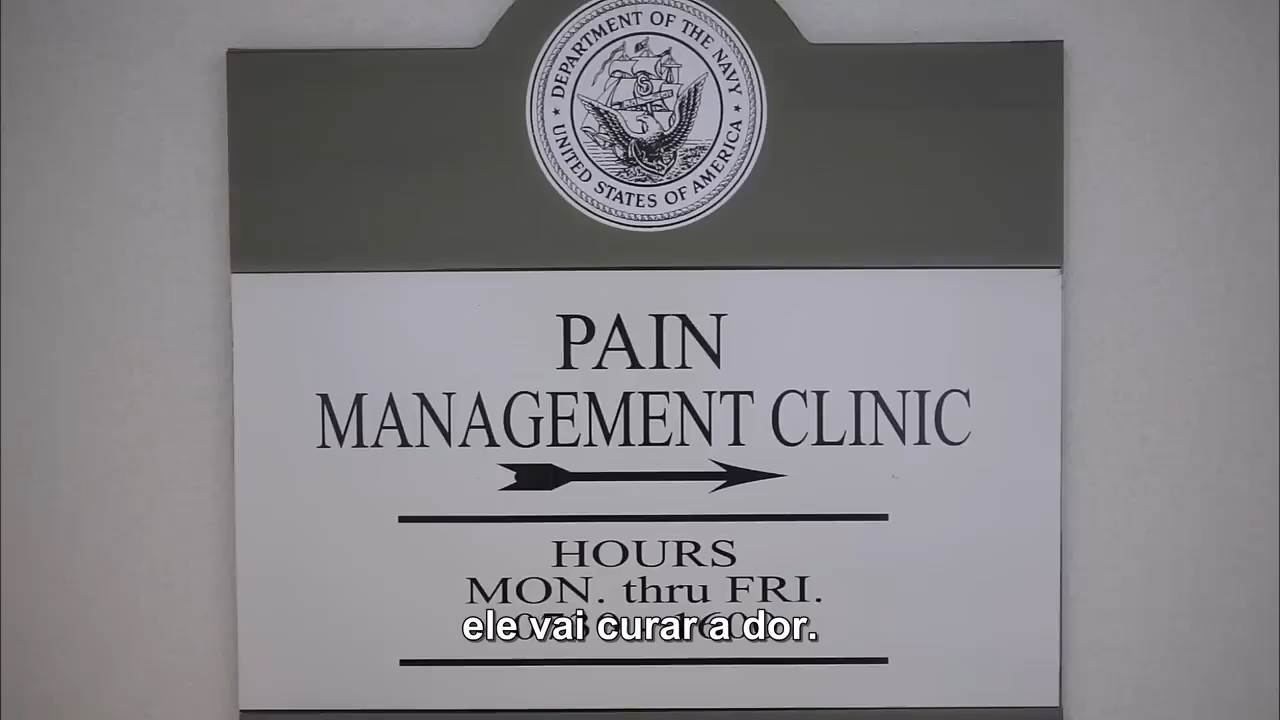 DEPARTMENT OF THE NAVY
UNITED STATES OF AMERICA
PAIN
MANAGEMENT CLINIC
HOURS
MON. thru FRI.
ele vai curar a dor.